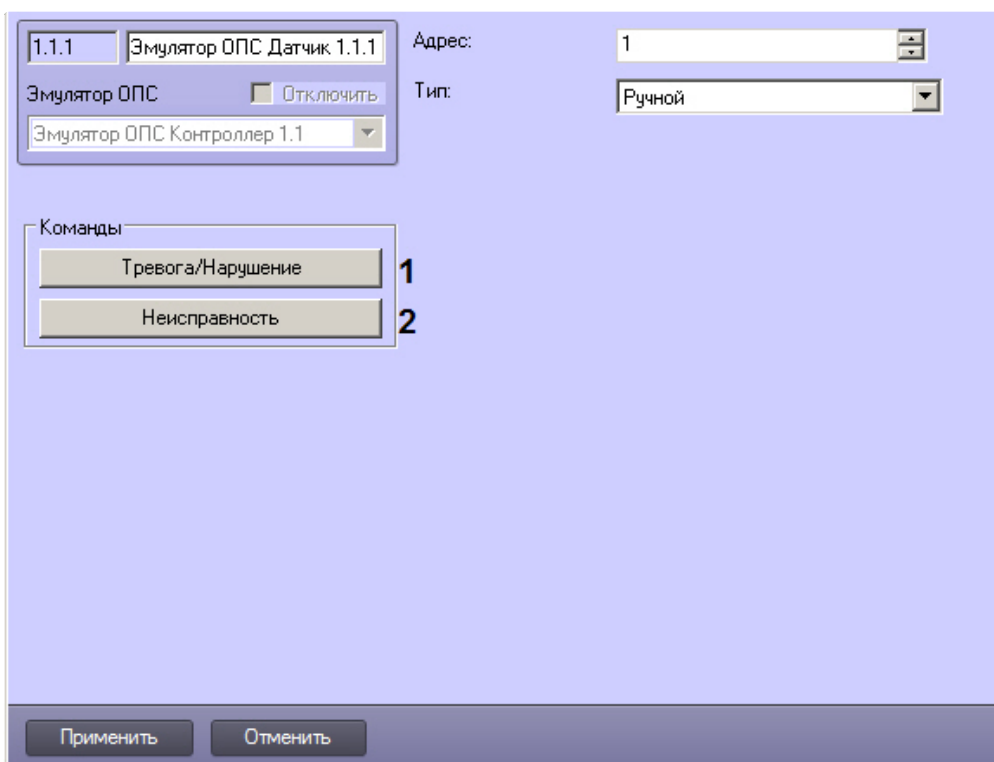 1.1.1 Эмулятор ОПС Датчик 1.1.1 Адрес: 1
Эмулятор ОПС Отключить Тип: Ручной
Эмулятор ОПС Контроллер 1.1
Команды
Тревога/Нарушение 1
Неисправность 2
Применить Отменить